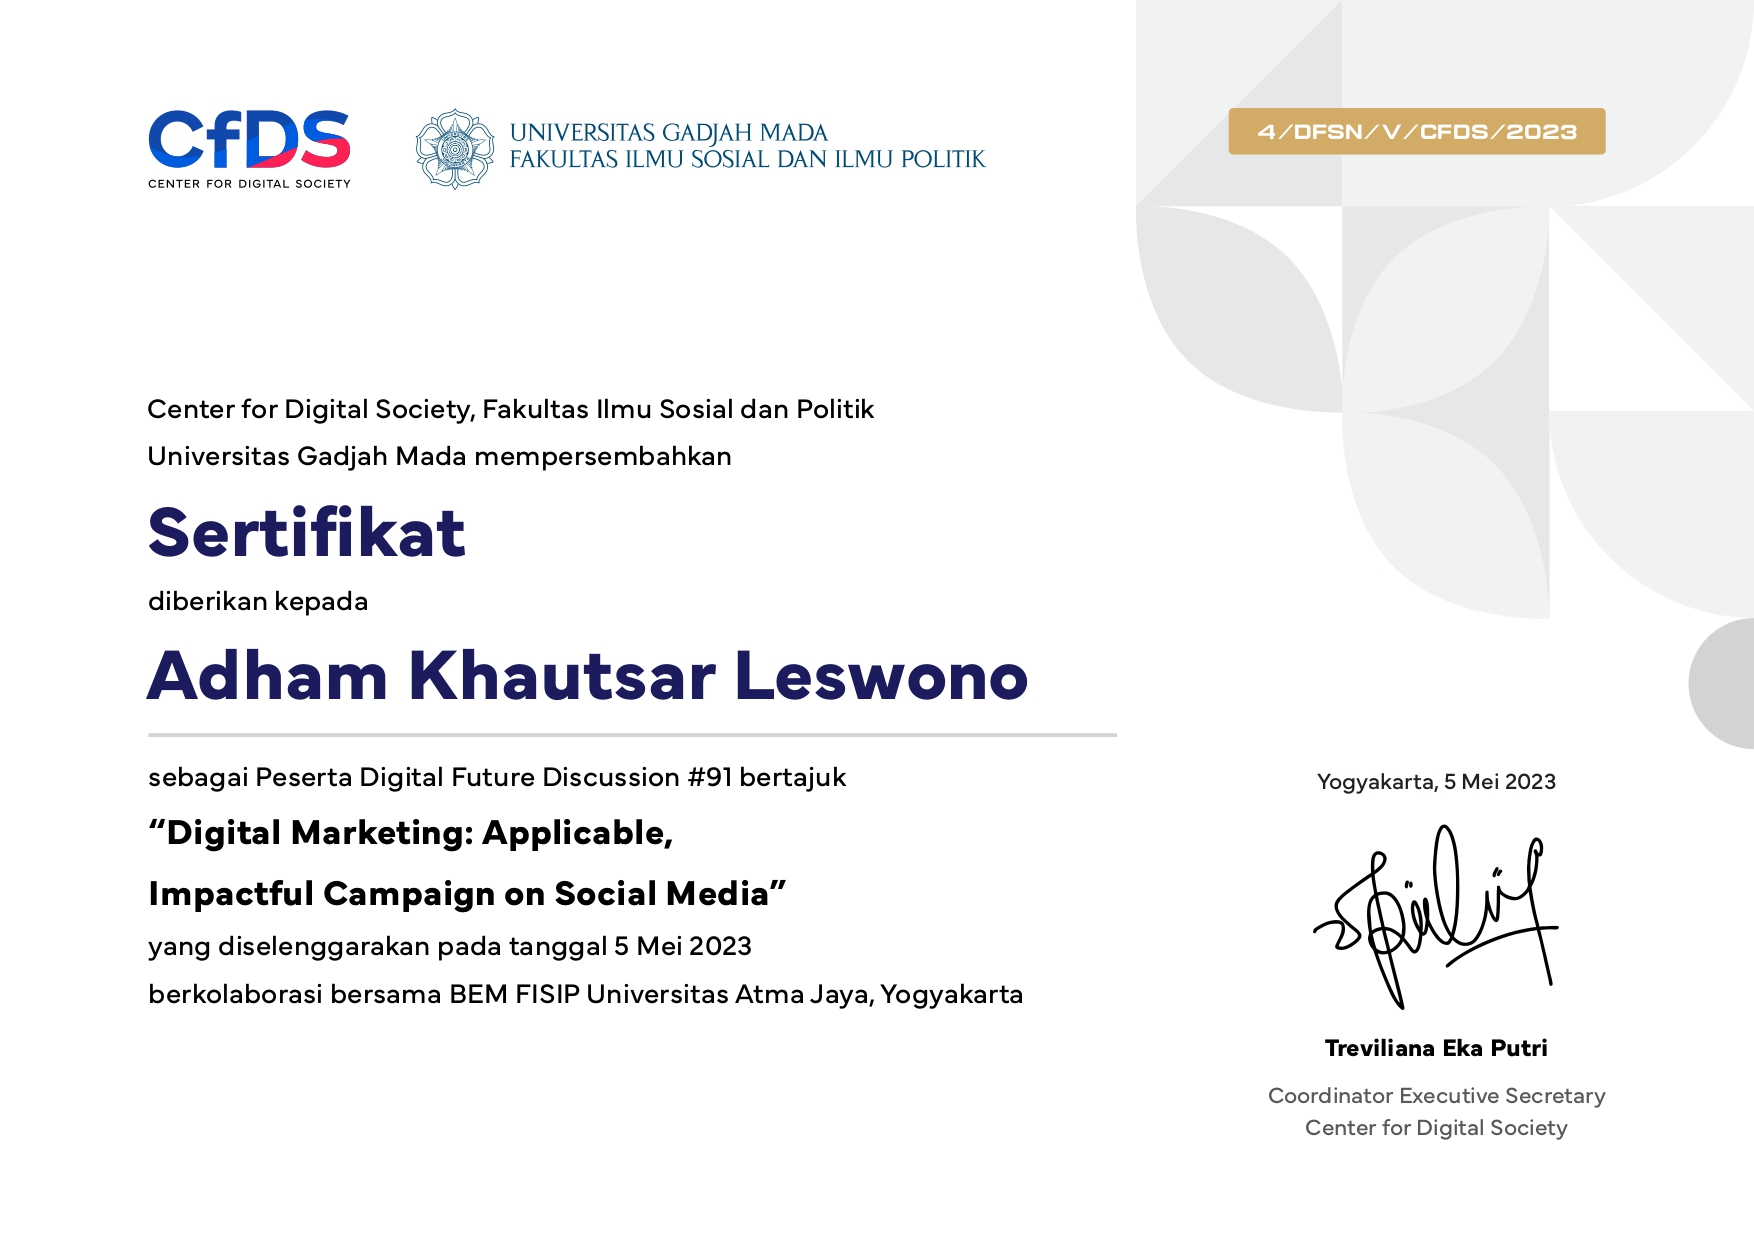 CfDS
CENTER FOR DIGITAL SOCIETY
UNIVERSITAS GADJAH MADA
FAKULTAS ILMU SOSIAL DAN ILMU POLITIK
4/DFSN/V/CFDS/2023
Center for Digital Society, Fakultas Ilmu Sosial dan Politik
Universitas Gadjah Mada mempersembahkan
Sertifikat
diberikan kepada
Adham Khautsar Leswono
sebagai Peserta Digital Future Discussion #91 bertajuk
“Digital Marketing: Applicable,
Impactful Campaign on Social Media”
yang diselenggarakan pada tanggal 5 Mei 2023
berkolaborasi bersama BEM FISIP Universitas Atma Jaya, Yogyakarta
Yogyakarta, 5 Mei 2023
Treviliana Eka Putri
Coordinator Executive Secretary
Center for Digital Society